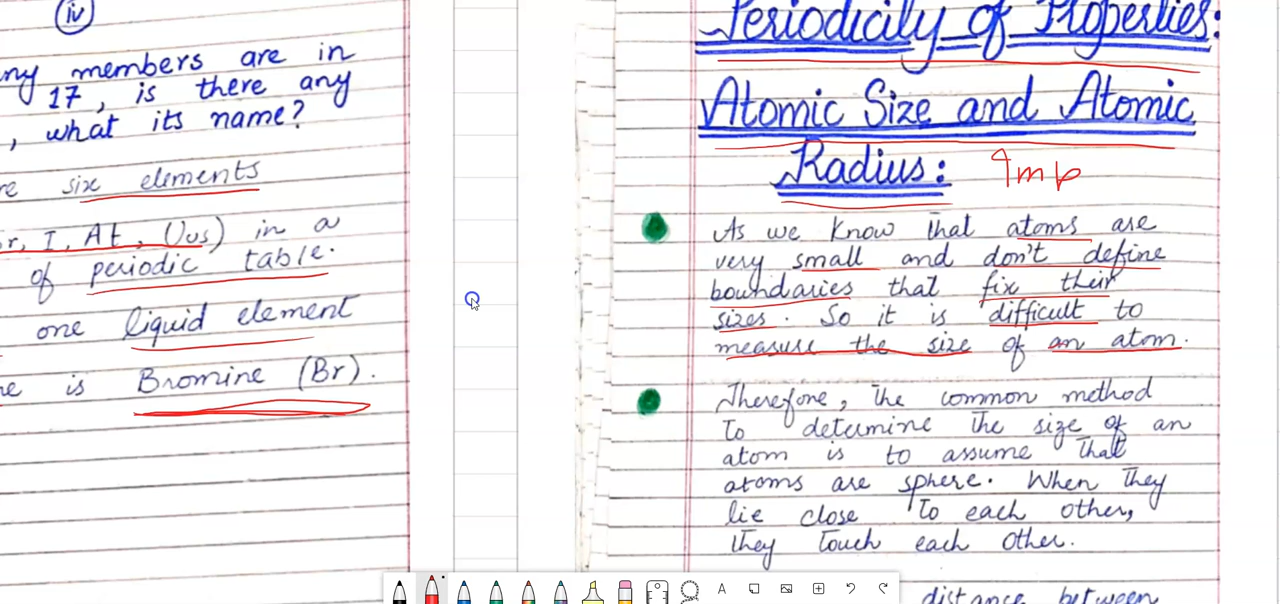 iv
ny members are in
17, is there any
, what its name?
re six elements
r, I, At, (Uus) in a
of periodic table.
one liquid element
e is Bromine (Br).
Periodicity of Properties:
Atomic Size and Atomic
Radius: Imp
As we know that atoms are
very small and don't define
boundaries that fix their
sizes. So it is difficult to
measure the size of an atom.
Therefore, the common method
to determine the size of an
atom is to assume that
atoms are sphere. When they
lie close to each other,
they touch each other.
distance between
A